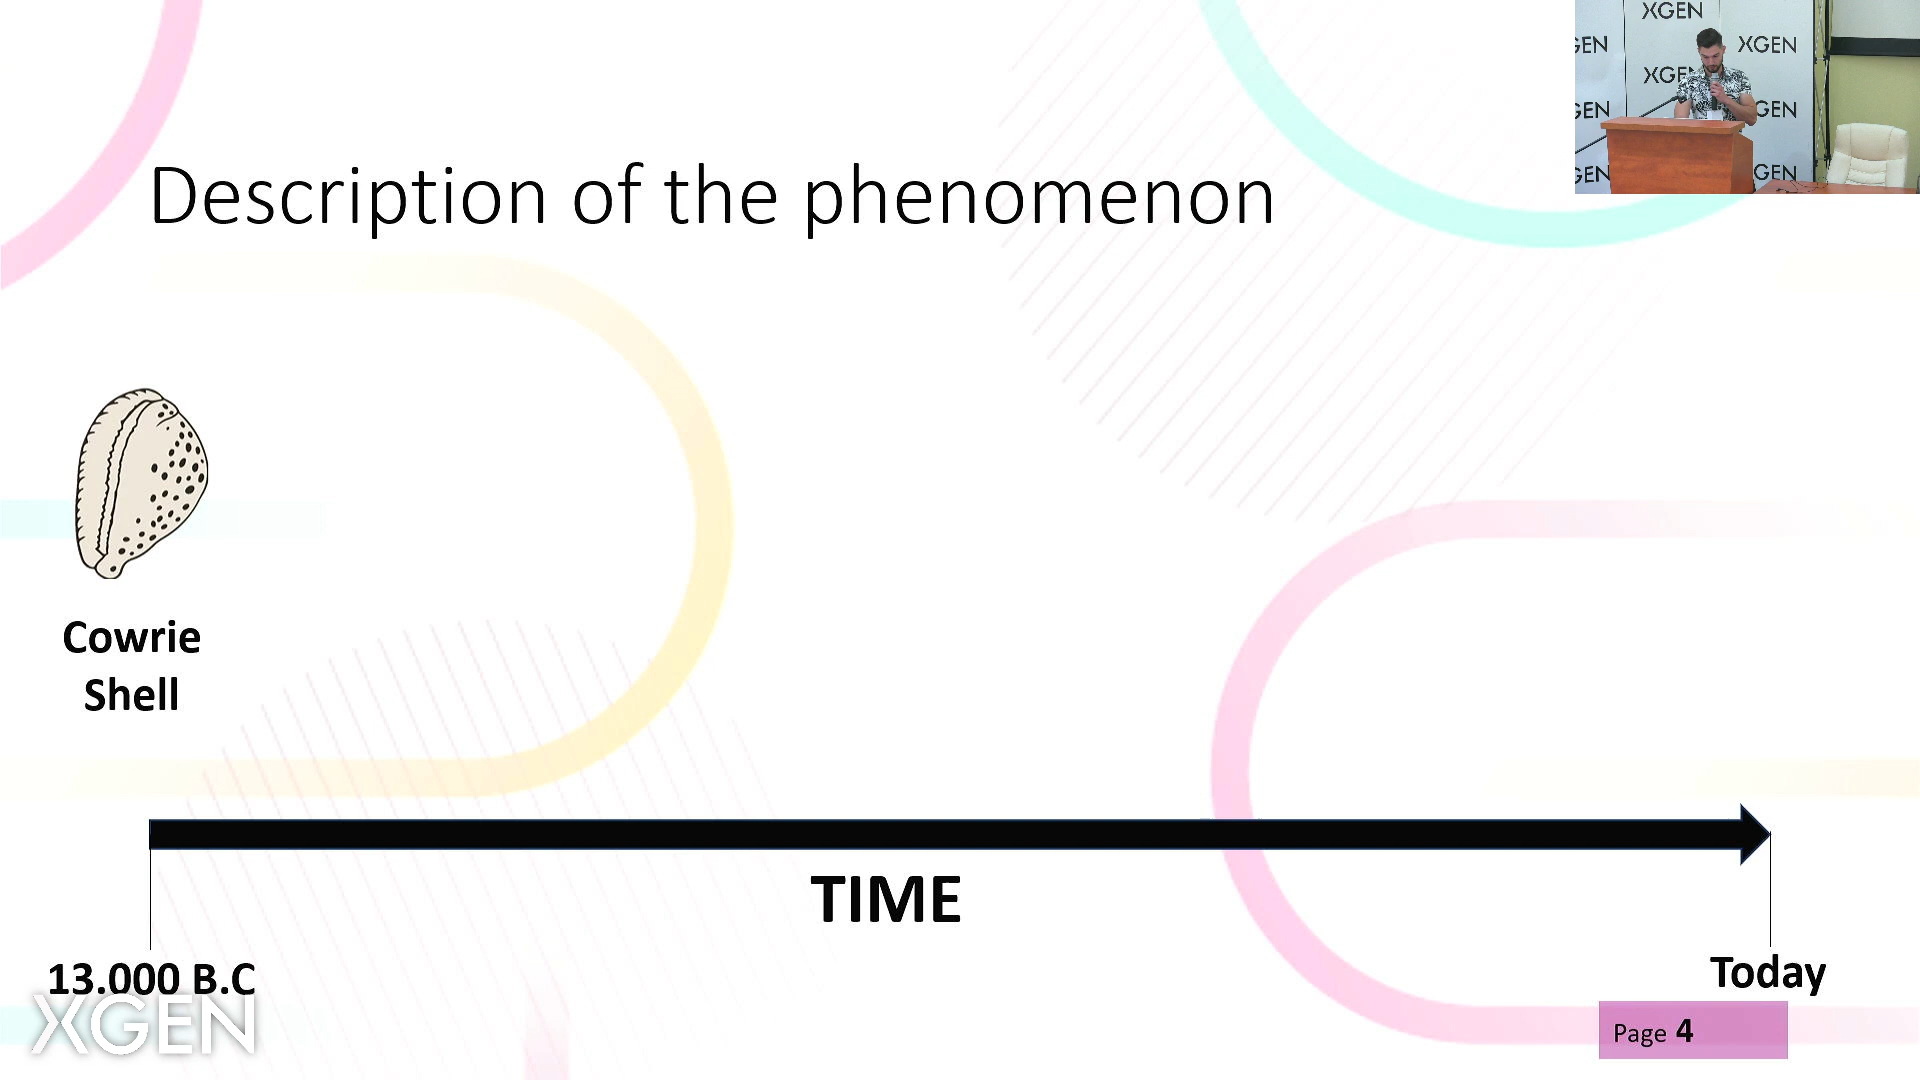 XGEN
GEN
XGEN
XGE
GEN
GEN
GEN
GEN
Description of the phenomenon
Cowrie
Shell
TIME
13.000 B.C
Today
XGEN
Page 4